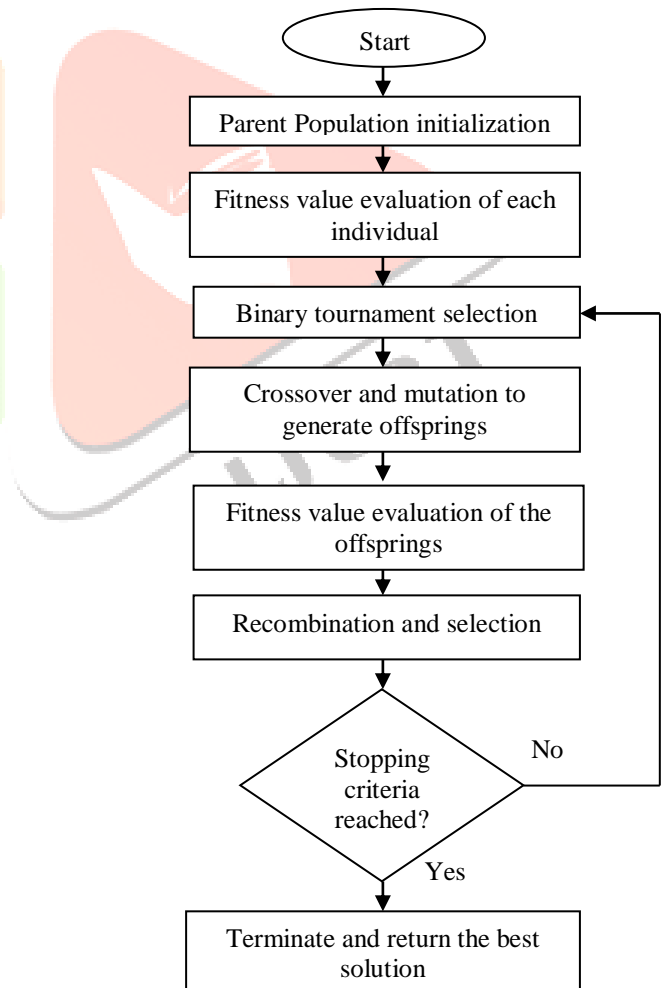 Start
Parent Population initialization
Fitness value evaluation of each
individual
Binary tournament selection
Crossover and mutation to
generate offsprings
Fitness value evaluation of the
offsprings
Recombination and selection
Stopping
criteria
reached?
No
Yes
Terminate and return the best
solution